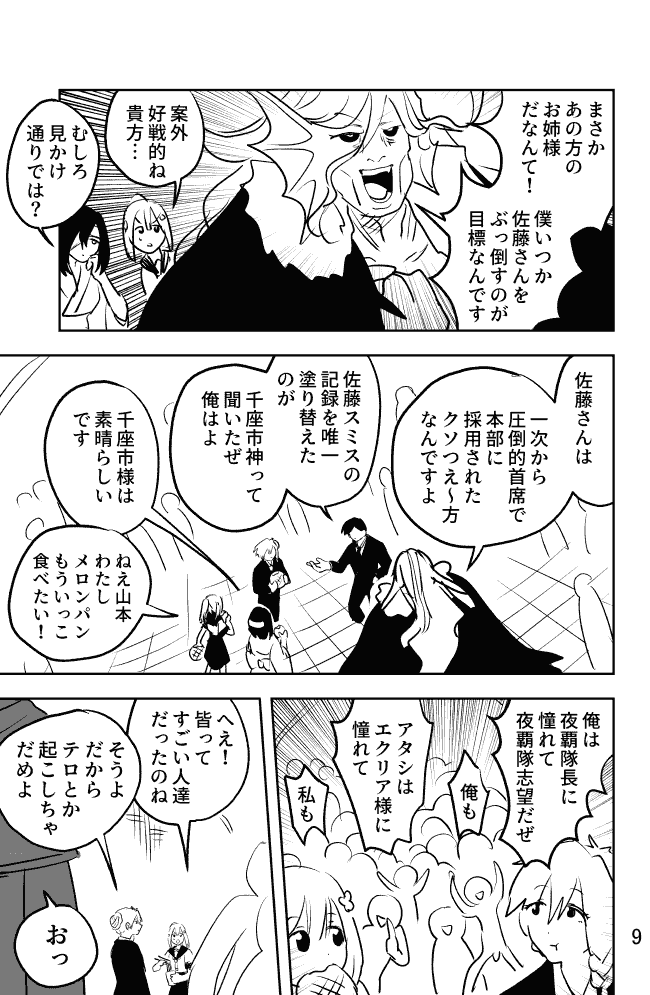 まさか
あの方の
お姉様
だなんて！
僕いつか
佐藤さんを
ぶっ倒すのが
目標なんです
案外
好戦的ね
貴方…
むしろ
見かけ
通りでは？
佐藤さんは
一次から
圧倒的首席で
本部に
採用された
クソつえ～方
なんですよ
佐藤スミスの
記録を唯一
塗り替えた
のが
千座市神って
聞いたぜ
俺はよ
千座市様は
素晴らしい
です
ねえ山本
わたし
メロンパン
もういっこ
食べたい！
俺は
夜覇隊長に
憧れて
夜覇隊志望だぜ
俺も
アタシは
エクリア様に
憧れて
私も
へえ！
皆って
すごい人達
だったのね
そうよ
だから
テロとか
起こしちゃ
だめよ
おっ
9